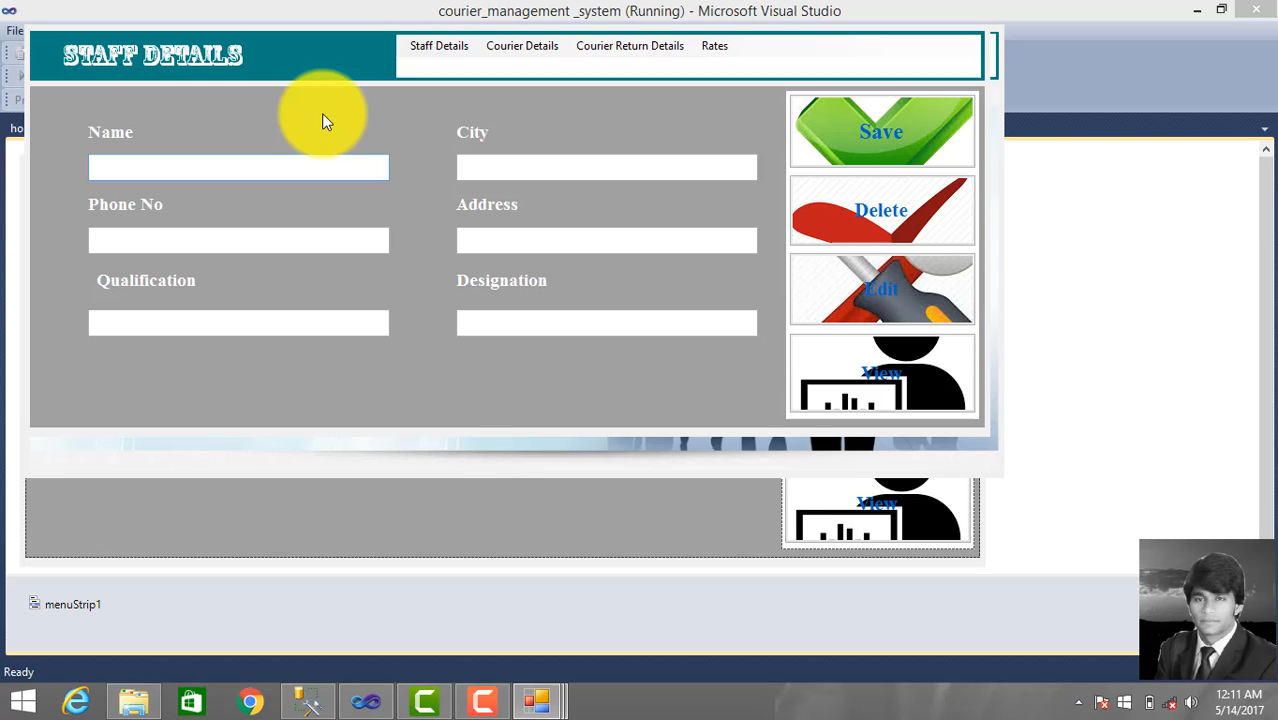 courier_management _system (Running) - Microsoft Visual Studio
File
STAFF DETAILS
Staff Details
Courier Details
Courier Return Details
Rates
Name
City
Save
Phone No
Address
Delete
Qualification
Designation
Edit
View
View
menuStrip1
Ready
12:11 AM
5/14/2017